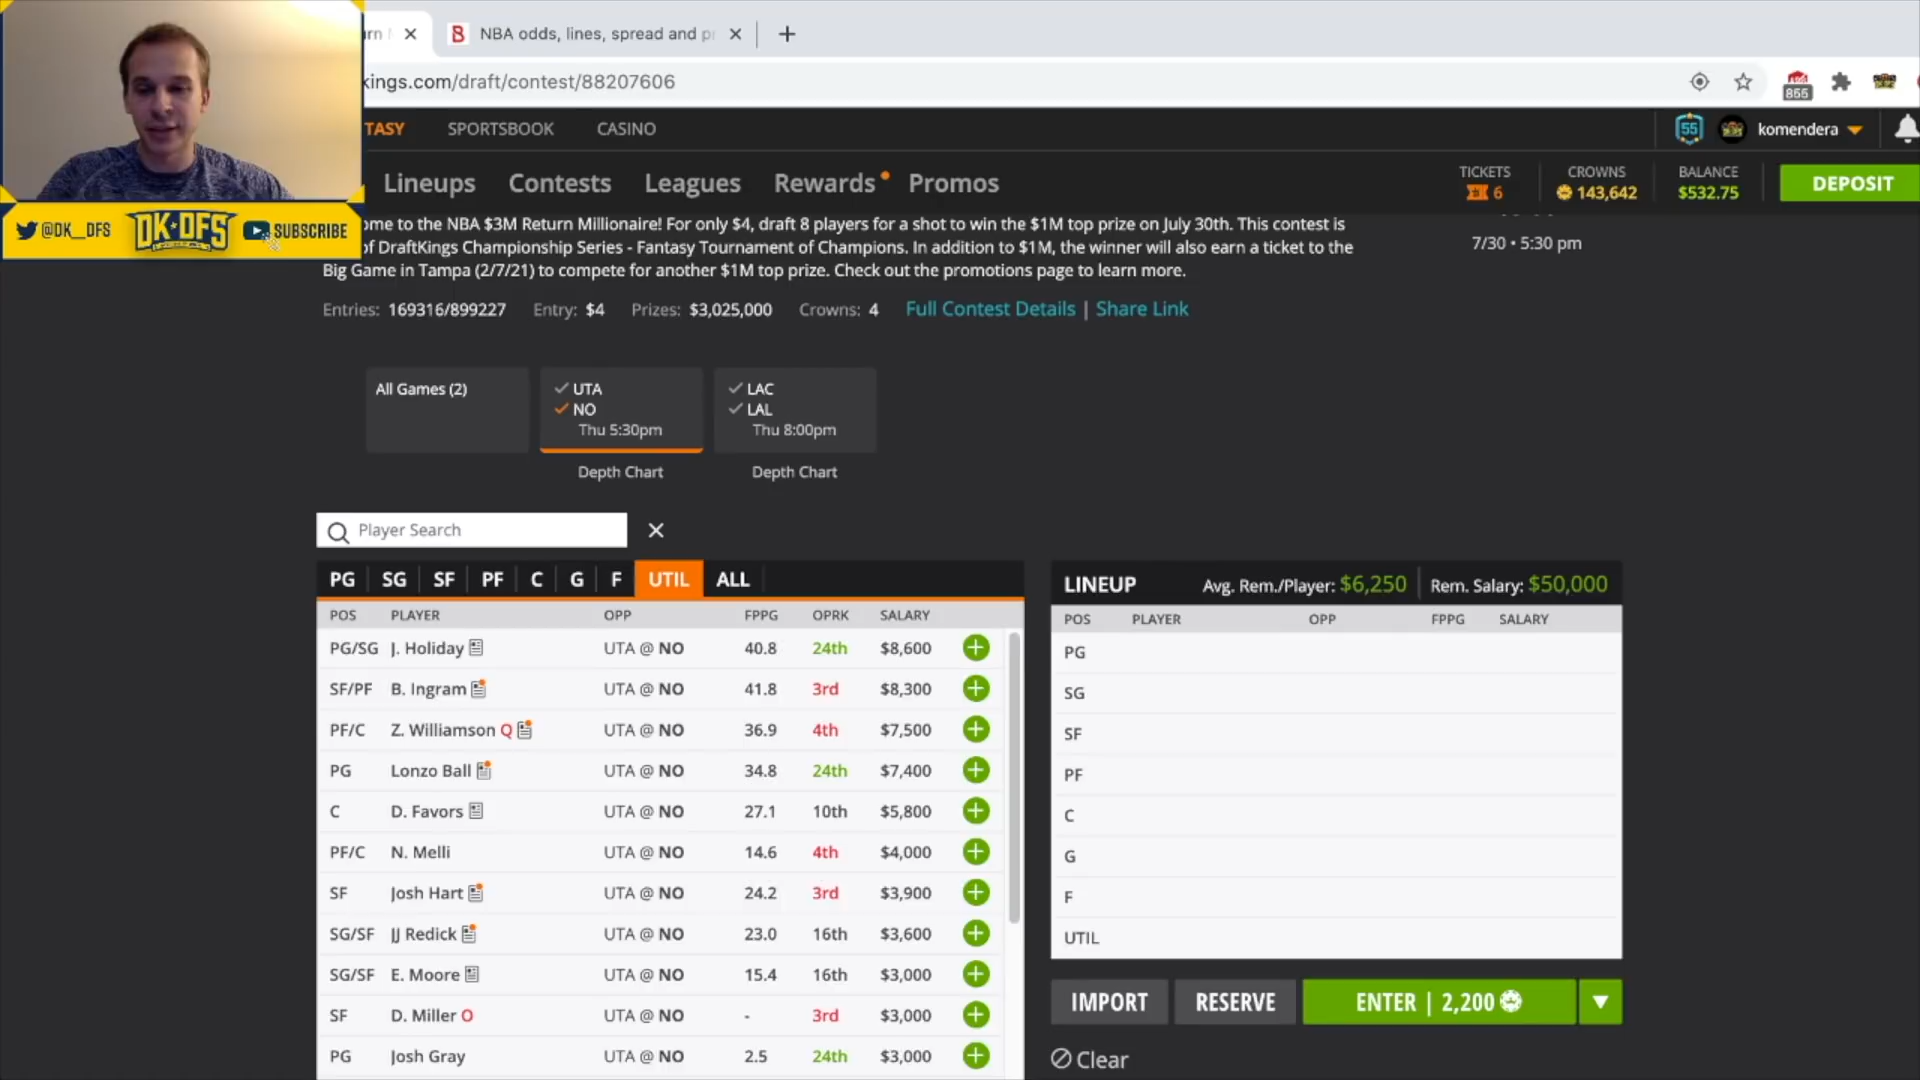 NBA odds, lines, spread and
kings.com/draft/contest/88207606
855
TASY SPORTSBOOK CASINO
55 komendera
Lineups Contests Leagues Rewards Promos
TICKETS 6
CROWNS 143,642
BALANCE $532.75
DEPOSIT
@DK__DFS DK DFS SUBSCRIBE
ome to the NBA $3M Return Millionaire! For only $4, draft 8 players for a shot to win the $1M top prize on July 30th. This contest is
of DraftKings Championship Series - Fantasy Tournament of Champions. In addition to $1M, the winner will also earn a ticket to the
Big Game in Tampa (2/7/21) to compete for another $1M top prize. Check out the promotions page to learn more.
7/30 • 5:30 pm
Entries: 169316/899227 Entry: $4 Prizes: $3,025,000 Crowns: 4 Full Contest Details | Share Link
All Games (2)
UTA
NO
Thu 5:30pm
Depth Chart
LAC
LAL
Thu 8:00pm
Depth Chart
Player Search
PG SG SF PF C G F UTIL ALL
POS PLAYER OPP FPPG OPRK SALARY
PG/SG J. Holiday UTA @ NO 40.8 24th $8,600
SF/PF B. Ingram UTA @ NO 41.8 3rd $8,300
PF/C Z. Williamson Q UTA @ NO 36.9 4th $7,500
PG Lonzo Ball UTA @ NO 34.8 24th $7,400
C D. Favors UTA @ NO 27.1 10th $5,800
PF/C N. Melli UTA @ NO 14.6 4th $4,000
SF Josh Hart UTA @ NO 24.2 3rd $3,900
SG/SF JJ Redick UTA @ NO 23.0 16th $3,600
SG/SF E. Moore UTA @ NO 15.4 16th $3,000
SF D. Miller O UTA @ NO - 3rd $3,000
PG Josh Gray UTA @ NO 2.5 24th $3,000
LINEUP Avg. Rem./Player: $6,250 Rem. Salary: $50,000
POS PLAYER OPP FPPG SALARY
PG
SG
SF
PF
C
G
F
UTIL
IMPORT RESERVE ENTER | 2,200
Clear